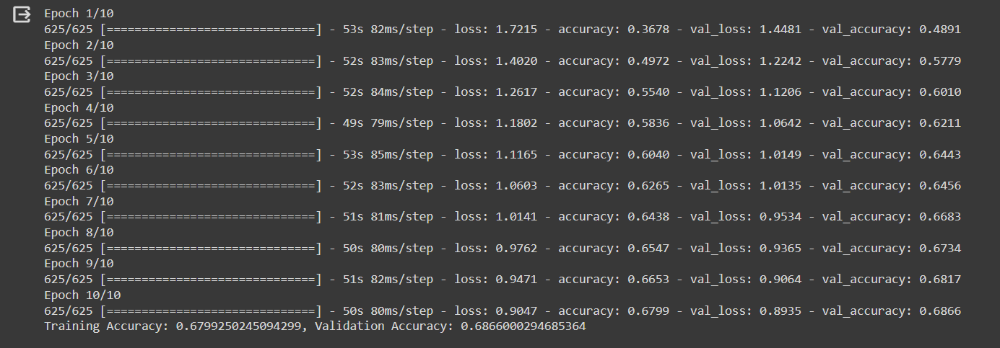 Epoch 1/10
625/625 [==============================] - 53s 82ms/step - loss: 1.7215 - accuracy: 0.3678 - val_loss: 1.4481 - val_accuracy: 0.4891
Epoch 2/10
625/625 [==============================] - 52s 83ms/step - loss: 1.4020 - accuracy: 0.4972 - val_loss: 1.2242 - val_accuracy: 0.5779
Epoch 3/10
625/625 [==============================] - 52s 84ms/step - loss: 1.2617 - accuracy: 0.5540 - val_loss: 1.1206 - val_accuracy: 0.6010
Epoch 4/10
625/625 [==============================] - 49s 79ms/step - loss: 1.1802 - accuracy: 0.5836 - val_loss: 1.0642 - val_accuracy: 0.6211
Epoch 5/10
625/625 [==============================] - 53s 85ms/step - loss: 1.1165 - accuracy: 0.6040 - val_loss: 1.0149 - val_accuracy: 0.6443
Epoch 6/10
625/625 [==============================] - 52s 83ms/step - loss: 1.0603 - accuracy: 0.6265 - val_loss: 1.0135 - val_accuracy: 0.6456
Epoch 7/10
625/625 [==============================] - 51s 81ms/step - loss: 1.0141 - accuracy: 0.6438 - val_loss: 0.9534 - val_accuracy: 0.6683
Epoch 8/10
625/625 [==============================] - 50s 80ms/step - loss: 0.9762 - accuracy: 0.6547 - val_loss: 0.9365 - val_accuracy: 0.6734
Epoch 9/10
625/625 [==============================] - 51s 82ms/step - loss: 0.9471 - accuracy: 0.6653 - val_loss: 0.9064 - val_accuracy: 0.6817
Epoch 10/10
625/625 [==============================] - 50s 80ms/step - loss: 0.9047 - accuracy: 0.6799 - val_loss: 0.8935 - val_accuracy: 0.6866
Training Accuracy: 0.6799250245094299, Validation Accuracy: 0.6866000294685364